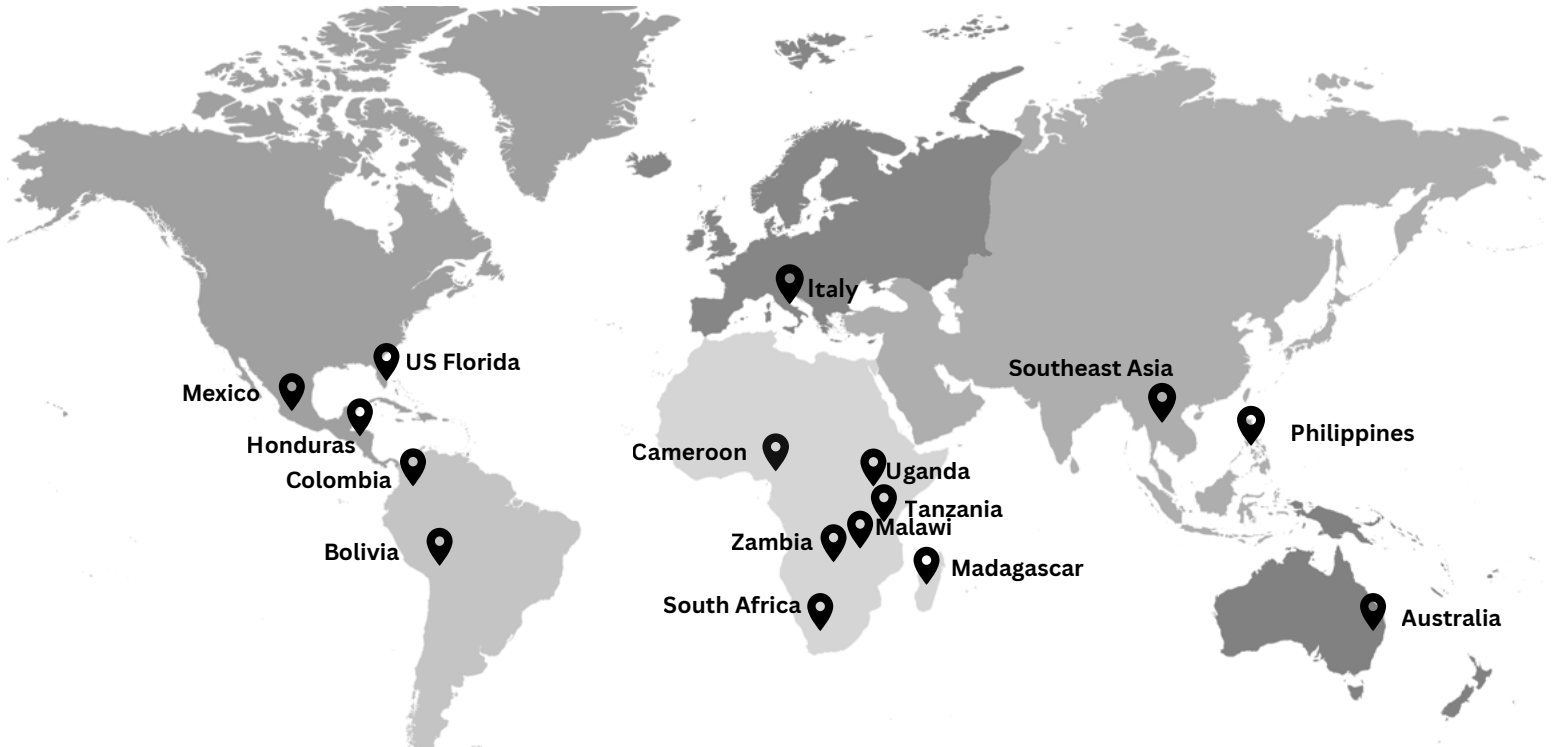 Italy
US Florida
Southeast Asia
Mexico
Philippines
Honduras
Cameroon
Uganda
Colombia
Tanzania
Malawi
Zambia
Bolivia
Madagascar
South Africa
Australia